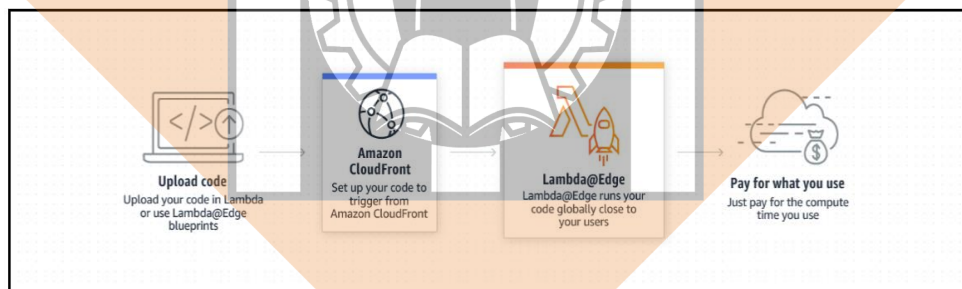 </>
Upload code
Upload your code in Lambda
or use Lambda@Edge
blueprints
Amazon
CloudFront
Set up your code to
trigger from
Amazon CloudFront
Lambda@Edge
Lambda@Edge runs your
code globally close to
your users
$
Pay for what you use
Just pay for the compute
time you use